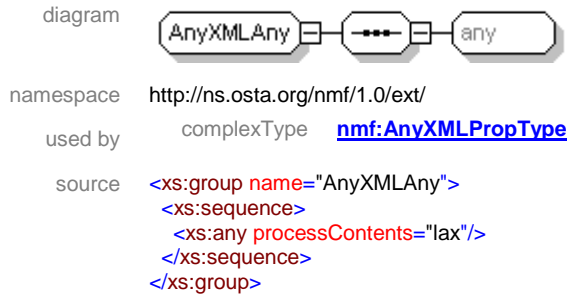 diagram AnyXMLAny any
namespace http://ns.osta.org/nmf/1.0/ext/
used by complexType nmf:AnyXMLPropType
source <xs:group name="AnyXMLAny">
<xs:sequence>
<xs:any processContents="lax"/>
</xs:sequence>
</xs:group>